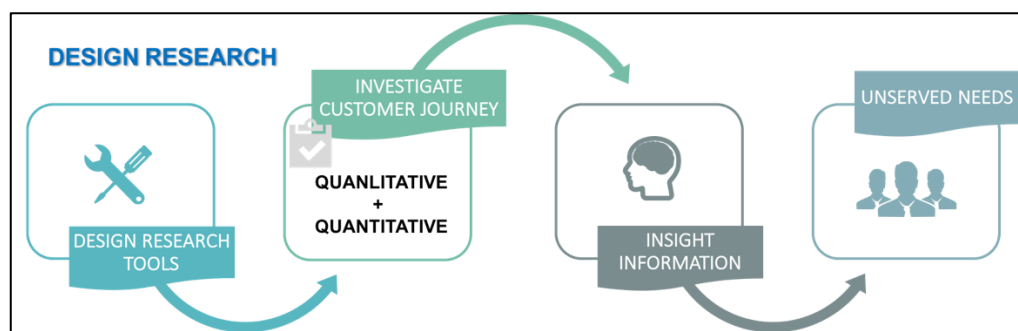 DESIGN RESEARCH
DESIGN RESEARCH
TOOLS
INVESTIGATE
CUSTOMER JOURNEY
QUANLITATIVE
+
QUANTITATIVE
INSIGHT
INFORMATION
UNSERVED NEEDS